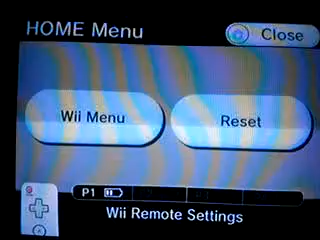 HOME Menu
Close
Wii Menu
Reset
P1
Wii Remote Settings